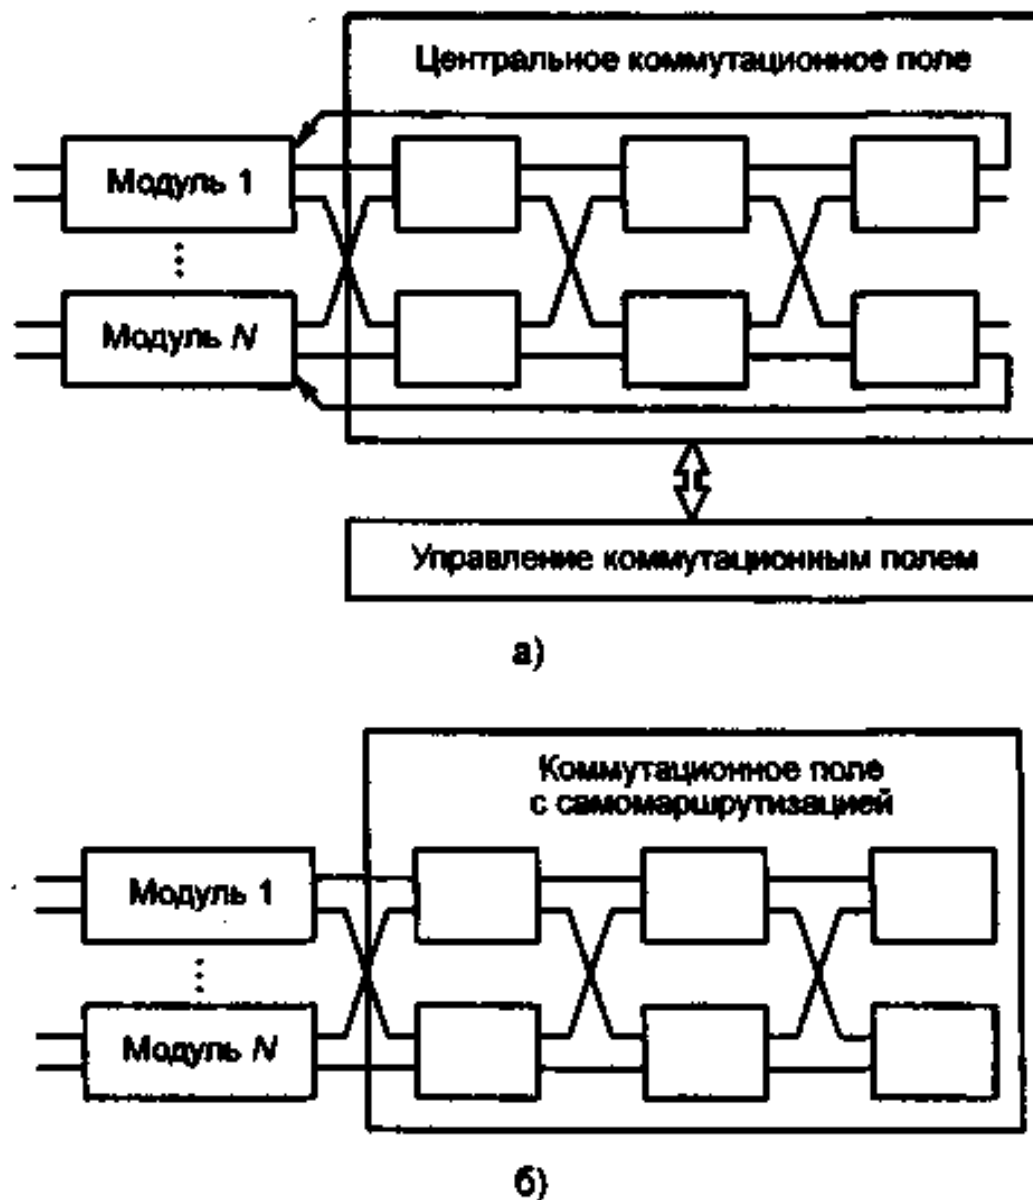 Центральное коммутационное поле
Модуль 1
Модуль N
Управление коммутационным полем
а)
Коммутационное поле
с самомаршрутизацией
Модуль 1
Модуль N
б)